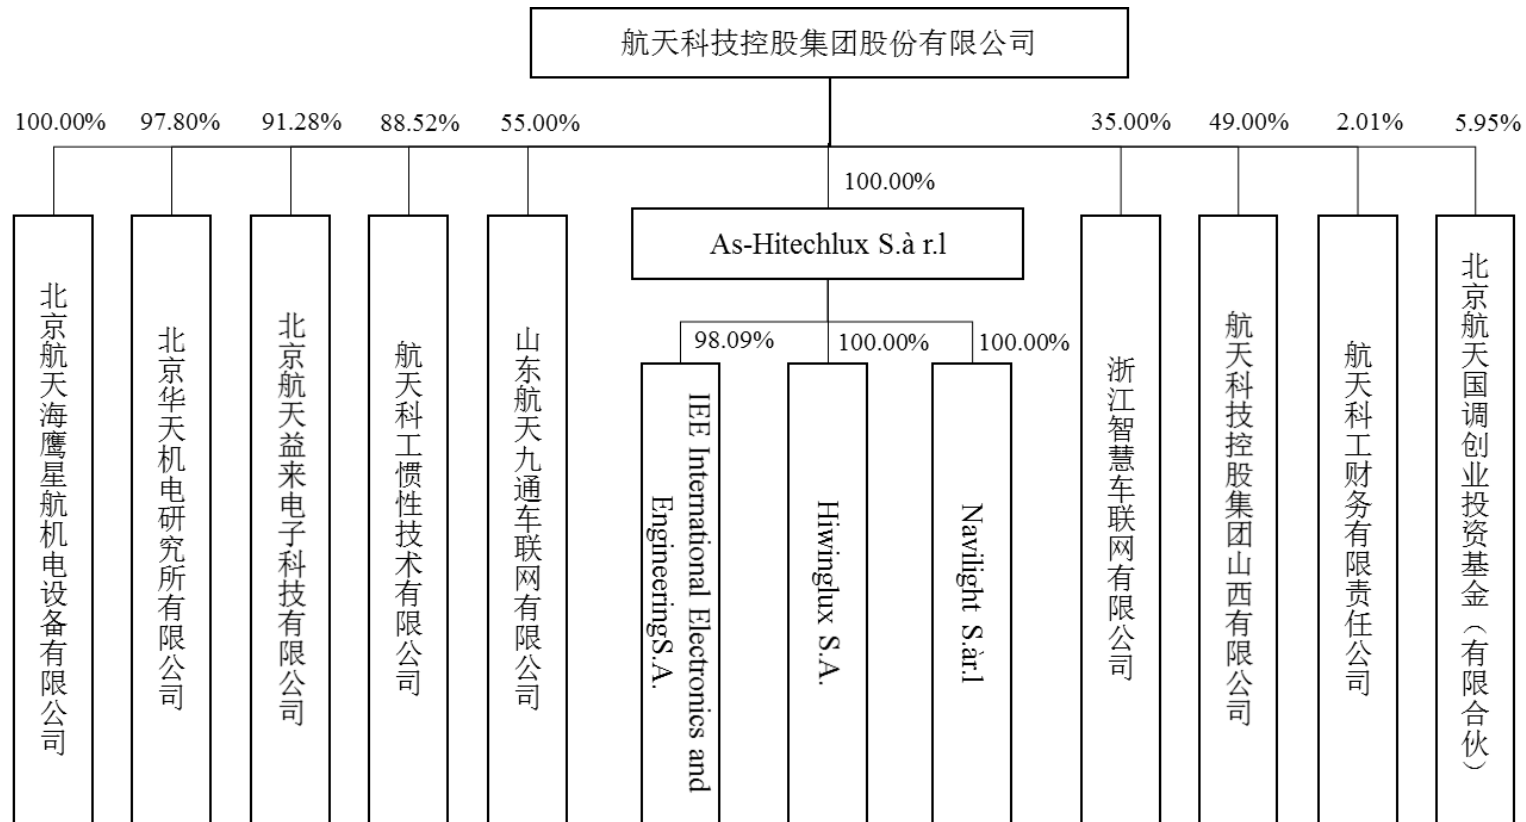 航天科技控股集团股份有限公司
100.00%
97.80%
91.28%
88.52%
55.00%
35.00%
49.00%
2.01%
5.95%
100.00%
As-Hitechlux S.à r.l
98.09%
100.00%
100.00%
北京航天海鹰星航机电设备有限公司
北京华天机电研究所有限公司
北京航天益来电子科技有限公司
航天科工惯性技术有限公司
山东航天九通车联网有限公司
IEE International Electronics and
EngineeringS.A.
Hiwinglux S.A.
Navilight S.àr.l
浙江智慧车联网有限公司
航天科技控股集团山西有限公司
航天科工财务有限责任公司
北京航天国调创业投资基金（有限合伙）